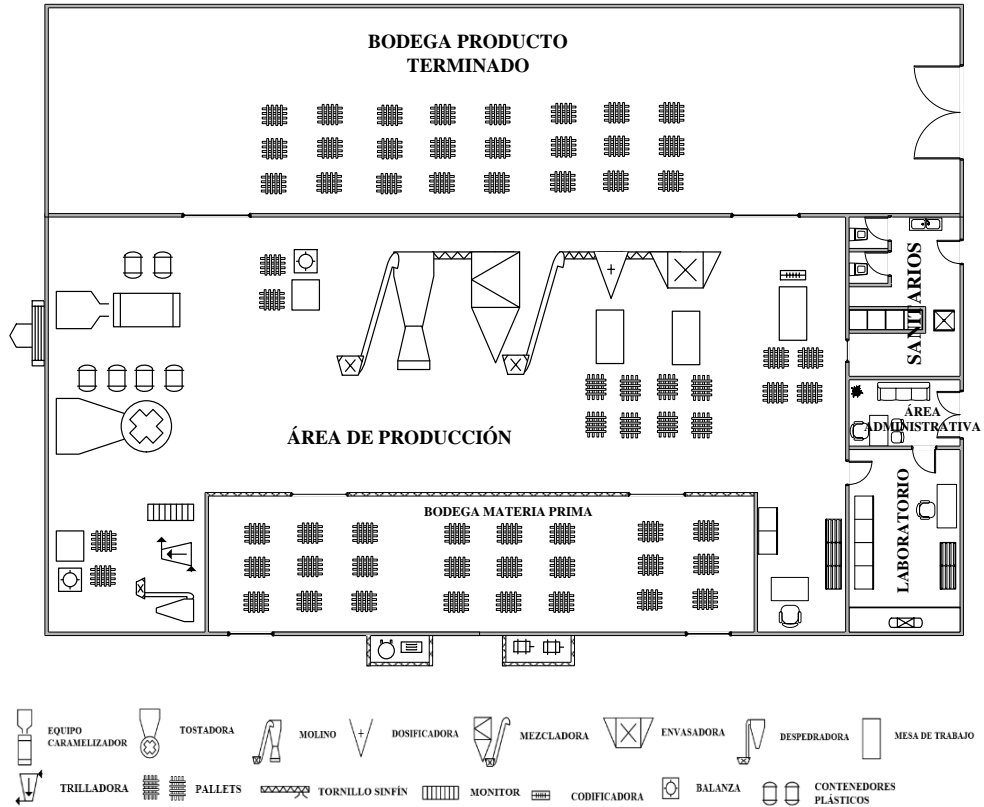 BODEGA PRODUCTO
TERMINADO
SANITARIOS
ÁREA
ADMINISTRATIVA
ÁREA DE PRODUCCIÓN
BODEGA MATERIA PRIMA
LABORATORIO
EQUIPO
CARAMELIZADOR
TOSTADORA
MOLINO
DOSIFICADORA
MEZCLADORA
ENVASADORA
DESPEDRADORA
MESA DE TRABAJO
TRILLADORA
PALLETS
TORNILLO SINFÍN
MONITOR
CODIFICADORA
BALANZA
CONTENEDORES
PLÁSTICOS